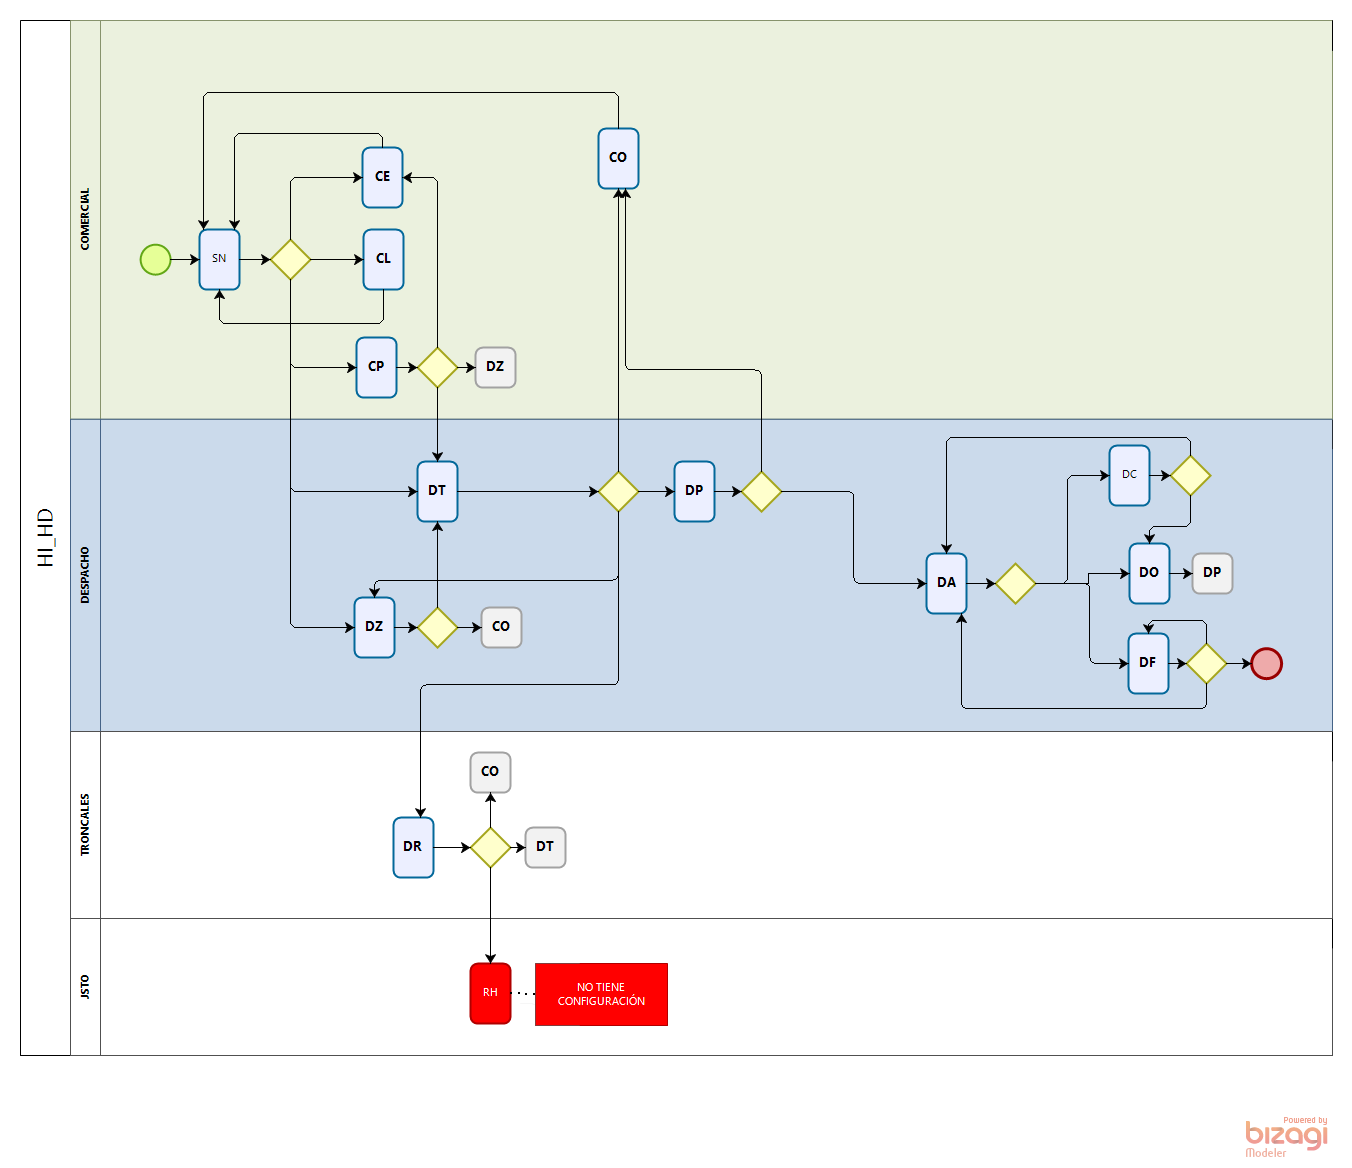 HI_HD
COMERCIAL
CO
CE
SN
CL
CP
DZ
DESPACHO
DT
DP
DC
DA
DO
DP
DZ
CO
DF
TRONCALES
CO
DR
DT
JSTO
RH
NO TIENE
CONFIGURACIÓN
Powered by
bizagi
Modeler